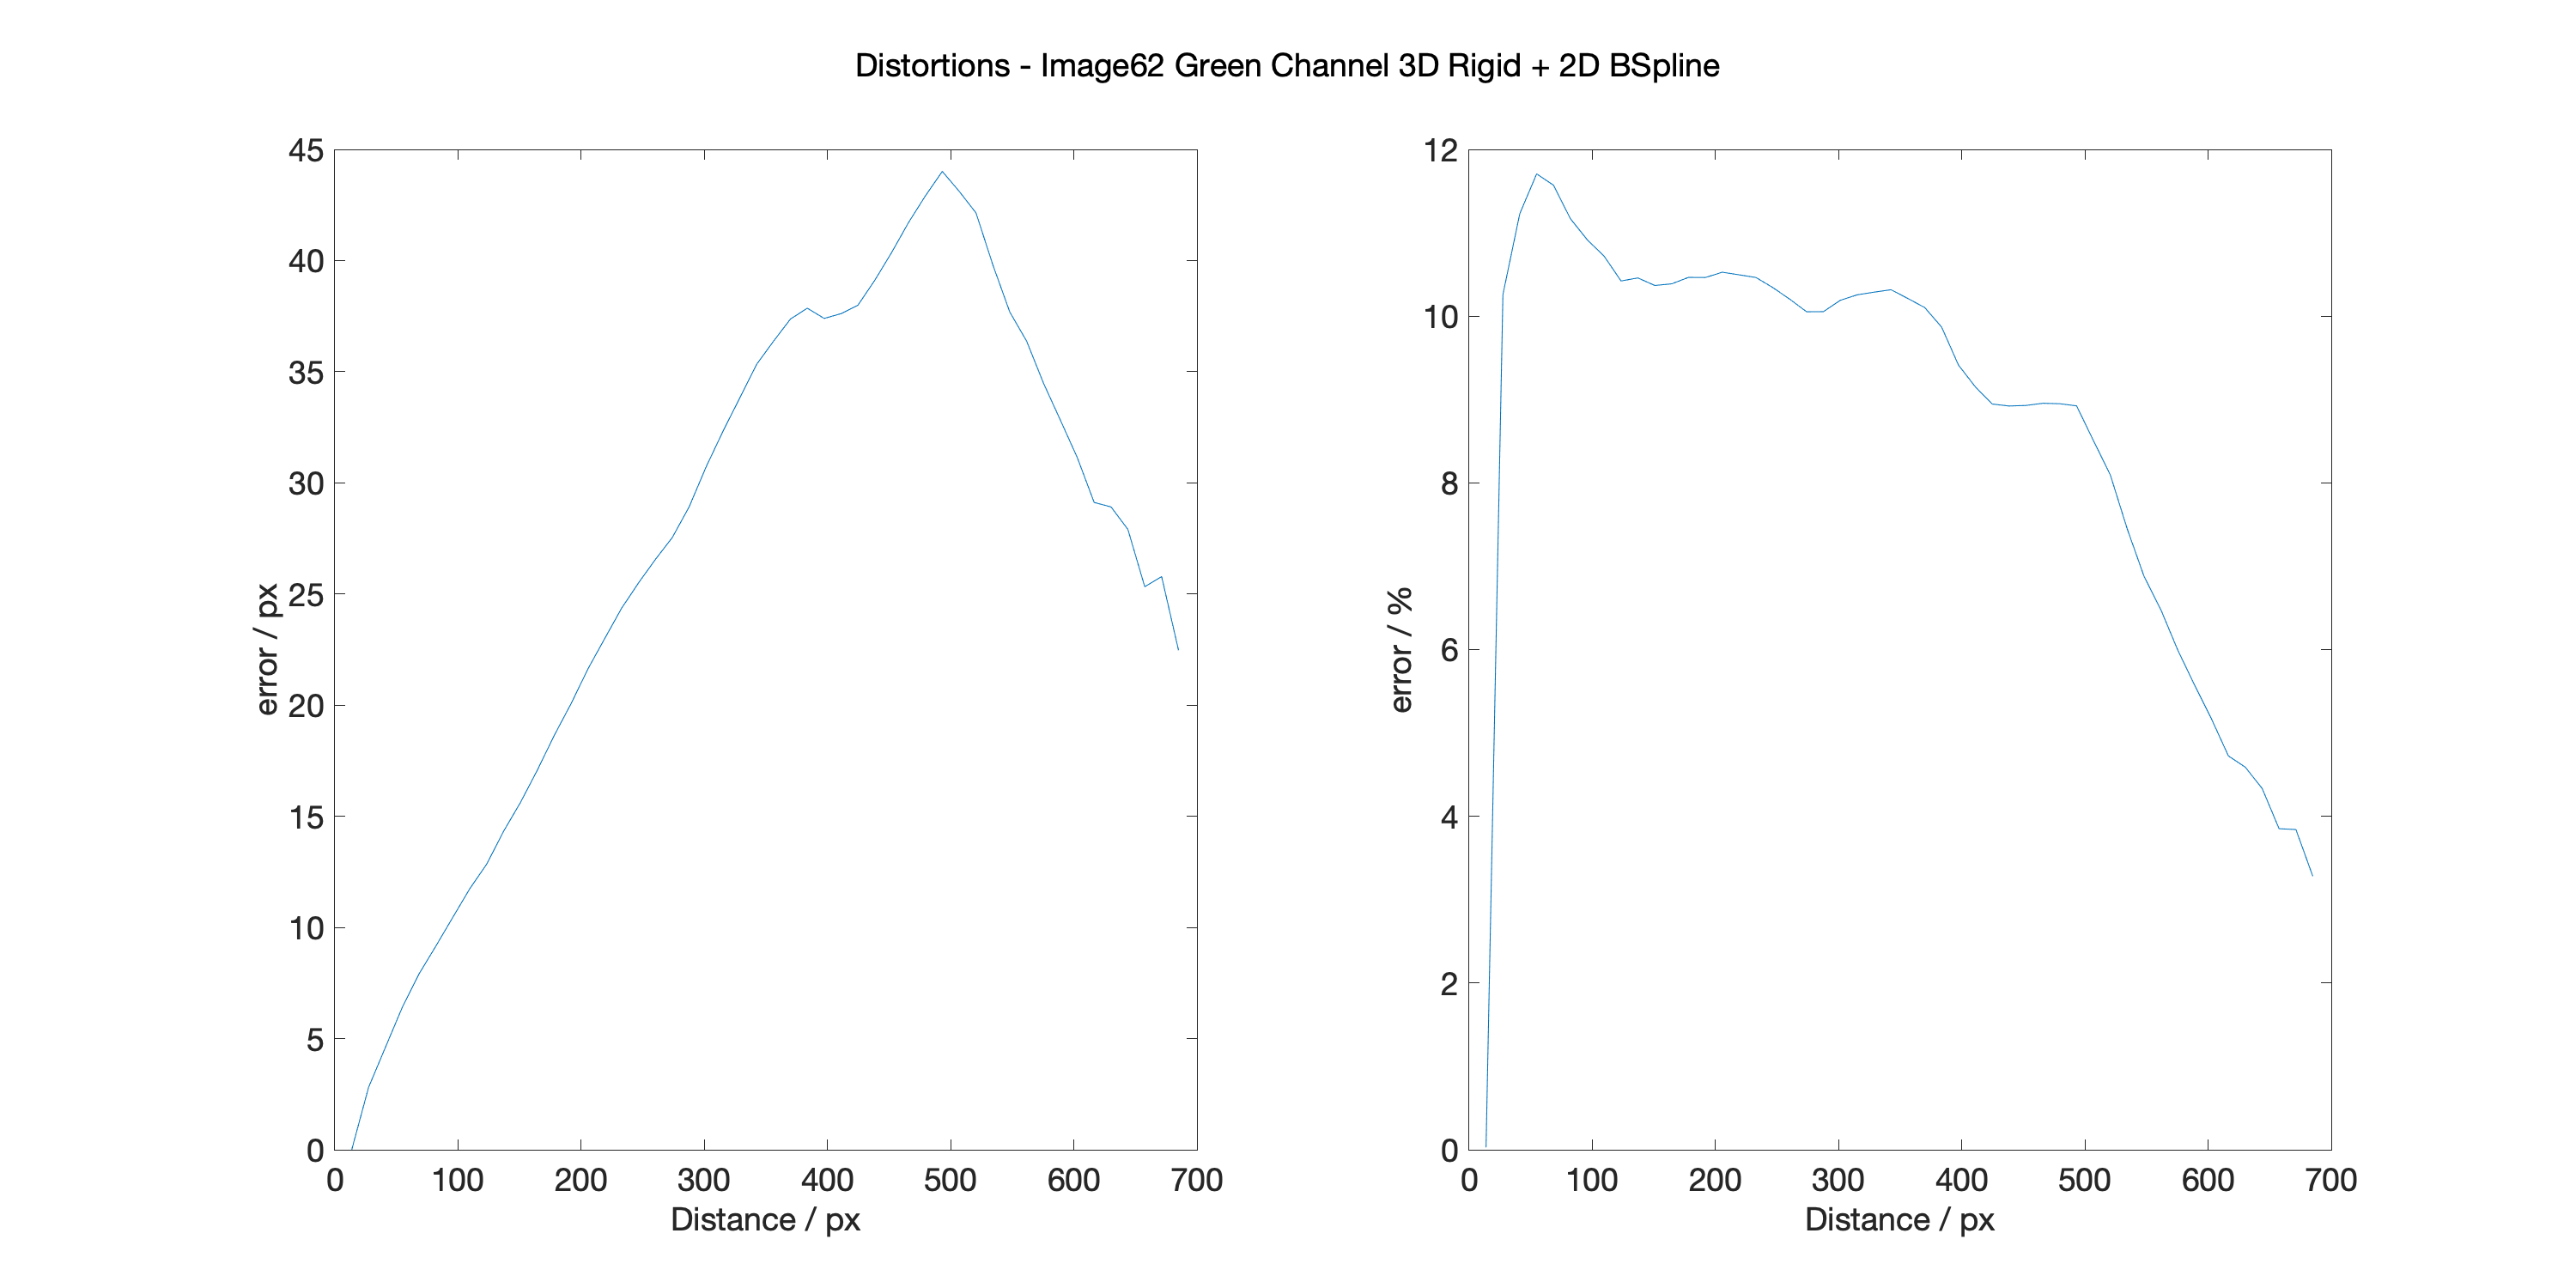 Distortions - Image62 Green Channel 3D Rigid + 2D BSpline
45
40
35
30
25
20
15
10
5
0
error / px
0 100 200 300 400 500 600 700
Distance / px
12
10
8
6
4
2
0
error / %
0 100 200 300 400 500 600 700
Distance / px